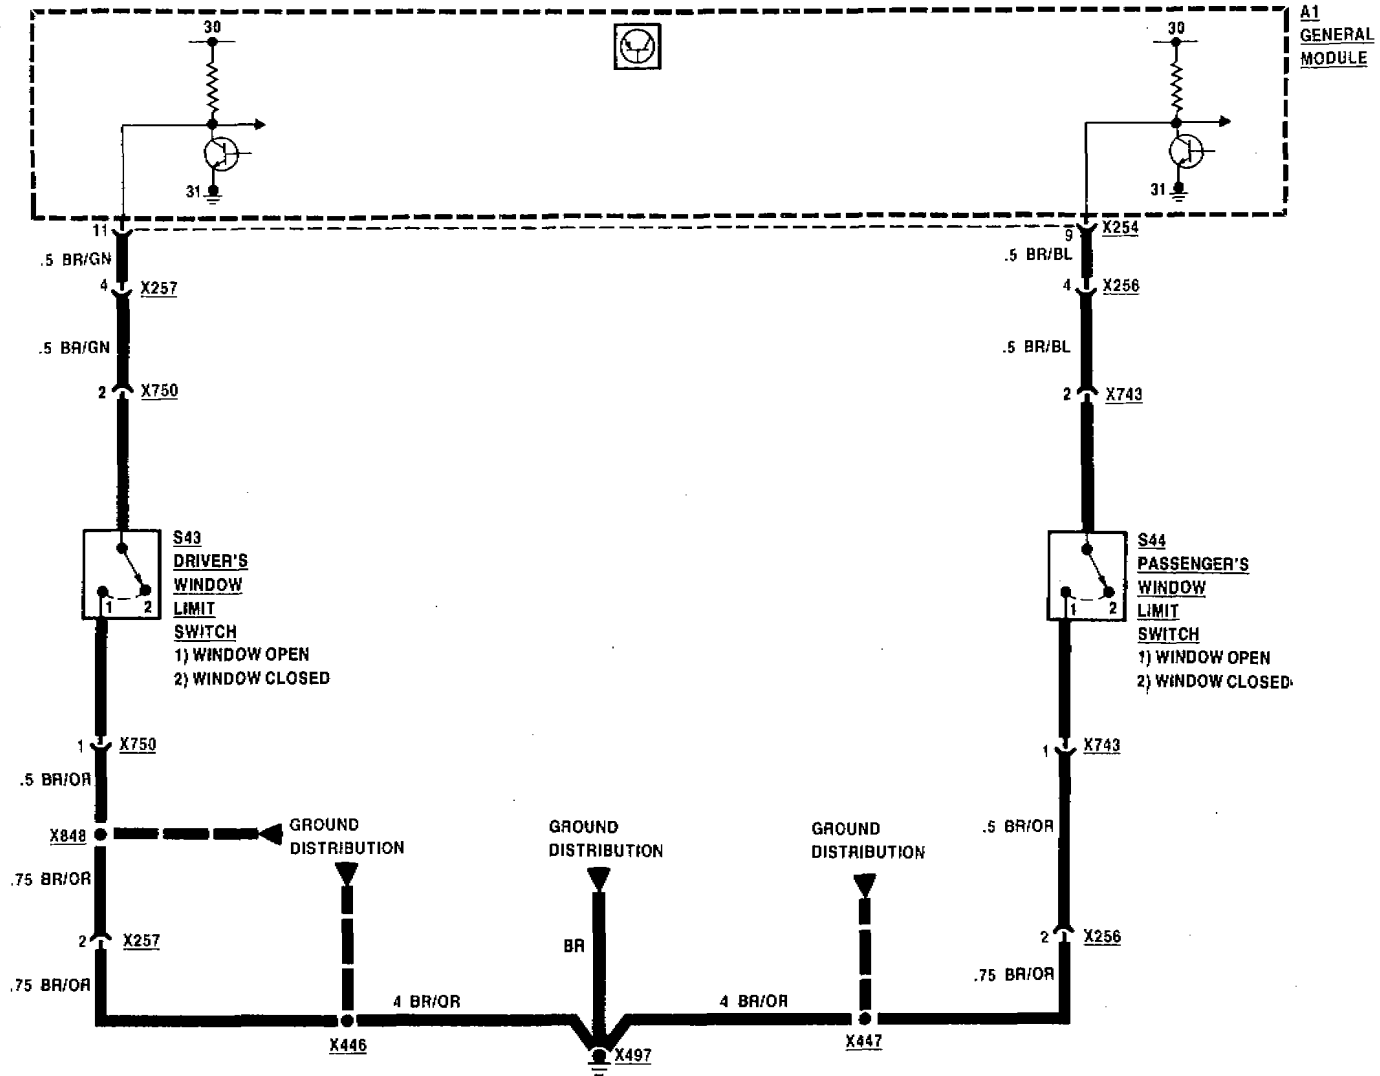 A1
GENERAL
MODULE
30
30
31
31
11
9
X254
.5 BR/GN
.5 BR/BL
4
X257
4
X256
.5 BR/GN
.5 BR/BL
2
X750
2
X743
S43
DRIVER'S
WINDOW
LIMIT
SWITCH
1) WINDOW OPEN
2) WINDOW CLOSED
1
2
S44
PASSENGER'S
WINDOW
LIMIT
SWITCH
1) WINDOW OPEN
2) WINDOW CLOSED
1
2
1
X750
1
X743
.5 BR/OR
X848
GROUND
DISTRIBUTION
GROUND
DISTRIBUTION
GROUND
DISTRIBUTION
.5 BR/OR
.75 BR/OR
2
X257
BR
2
X256
.75 BR/OR
.75 BR/OR
4 BR/OR
4 BR/OR
X446
X497
X447